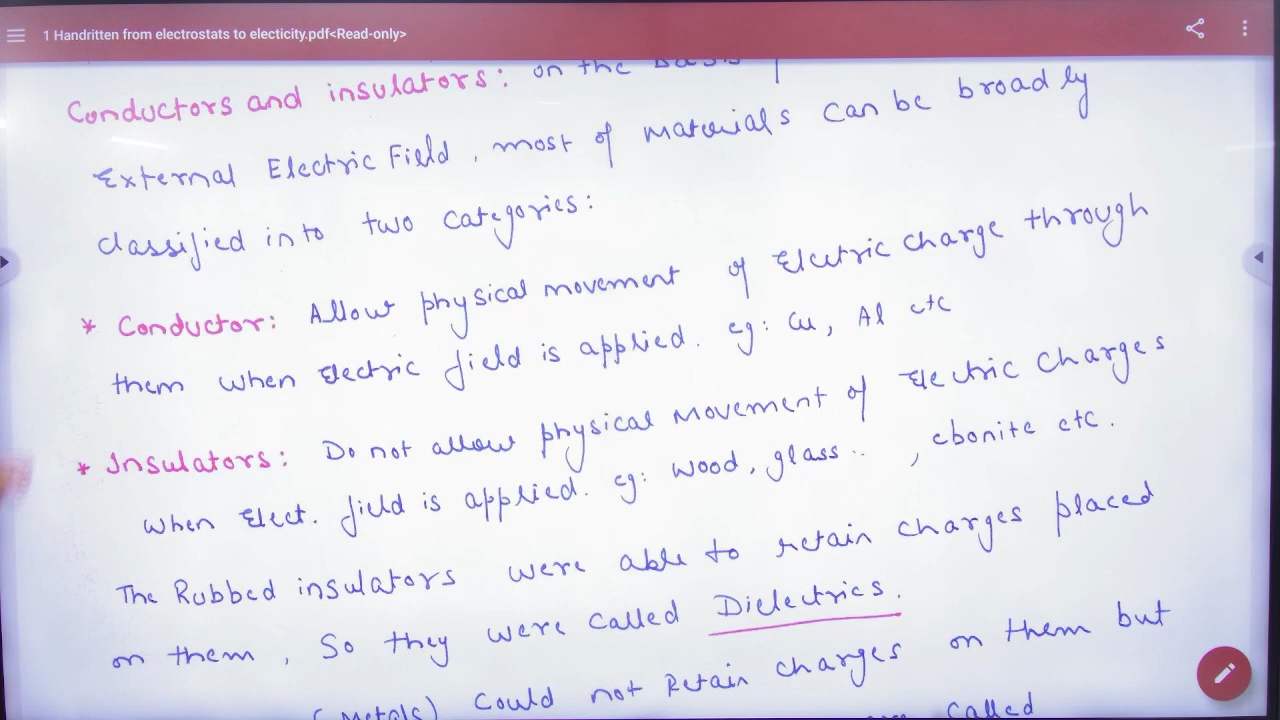 1 Handritten from electrostats to electicity.pdf<Read-only>
Conductors and insulators: on the Basis
External Electric Field, most of materials can be broadly
classified into two categories:
* Conductor: Allow physical movement of Electric charge through
them when Electric field is applied. eg: Cu, Al etc
* Insulators: Do not allow physical movement of Electric Charges
when Elect. field is applied. eg: wood, glass .. , ebonite etc.
The Rubbed insulators were able to retain charges placed
on them, So they were called Dielectrics.
(Metals) Could not Retain charges on them but
called